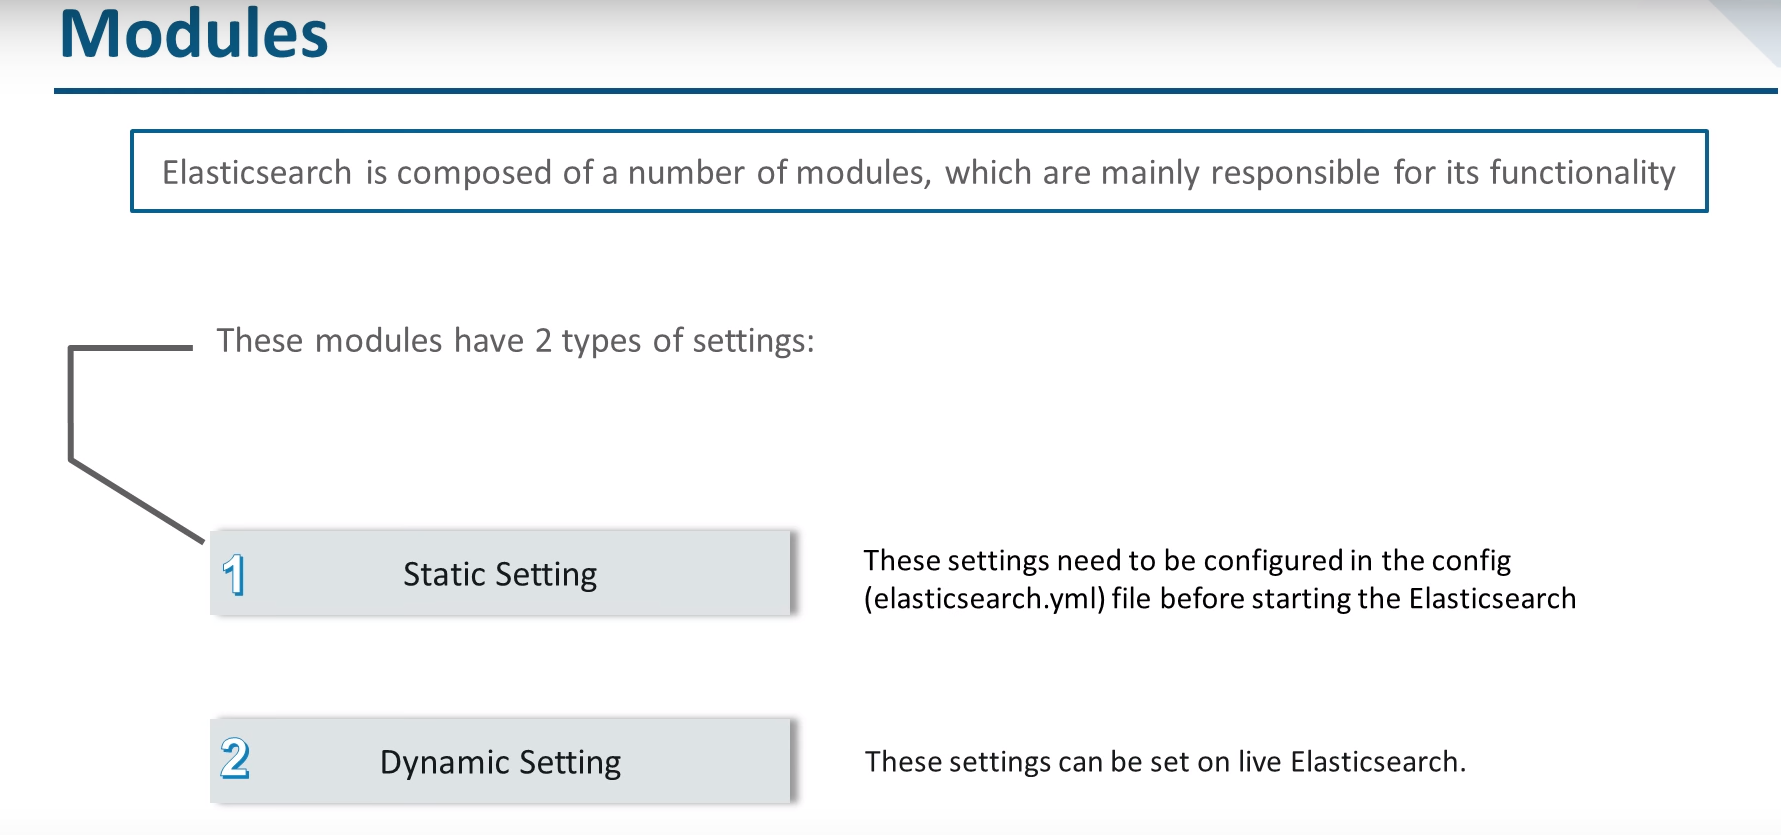 Modules
Elasticsearch is composed of a number of modules, which are mainly responsible for its functionality
These modules have 2 types of settings:
1 Static Setting
These settings need to be configured in the config
(elasticsearch.yml) file before starting the Elasticsearch
2 Dynamic Setting
These settings can be set on live Elasticsearch.